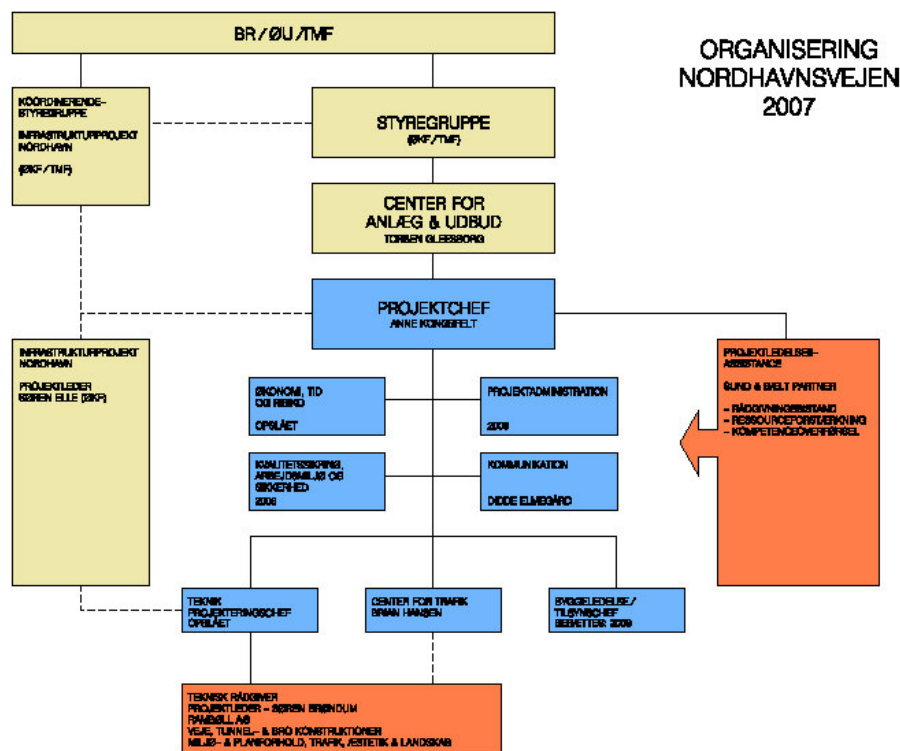 BR/ØU/TMF
ORGANISERING
NORDHAVNSVEJEN
2007
KOORDINERENDE-
STYREGRUPPE
INFRASTRUKTURPROJEKT
NORDHAVN
(ØKF/TMF)
STYREGRUPPE
(ØKF/TMF)
CENTER FOR
ANLÆG & UDBUD
TORBEN GLEESBORG
PROJEKTCHEF
ANNE KONGSFELT
INFRASTRUKTURPROJEKT
NORDHAVN
PROJEKTLEDER
SØREN ELLE (ØKF)
PROJEKTLEDELSES-
ASSISTANCE
SUND & BÆLT PARTNER
- RÅDGIVNINGSBISTAND
- RESSOURCEFORSTÆRKNING
- KOMPETENCEOVERFØRSEL
ØKONOMI, TID
OG RISIKO
OPSLÅET
PROJEKTADMINISTRATION
2008
KVALITETSSIKRING,
ARBEJDSMILJØ OG
SIKKERHED
2008
KOMMUNIKATION
DIDDE ELMEGÅRD
TEKNIK
PROJEKTERINGSCHEF
OPSLÅET
CENTER FOR TRAFIK
BRIAN HANSEN
BYGGELEDELSE/
TILSYNSCHEF
BESÆTTES 2009
TEKNISK RÅDGIVER
PROJEKTLEDER - SØREN BRØNDUM
RAMBØLL AS
VEJE, TUNNEL- & BRO KONSTRUKTIONER
MILJØ- & PLANFORHOLD, TRAFIK, ÆSTETIK & LANDSKAB